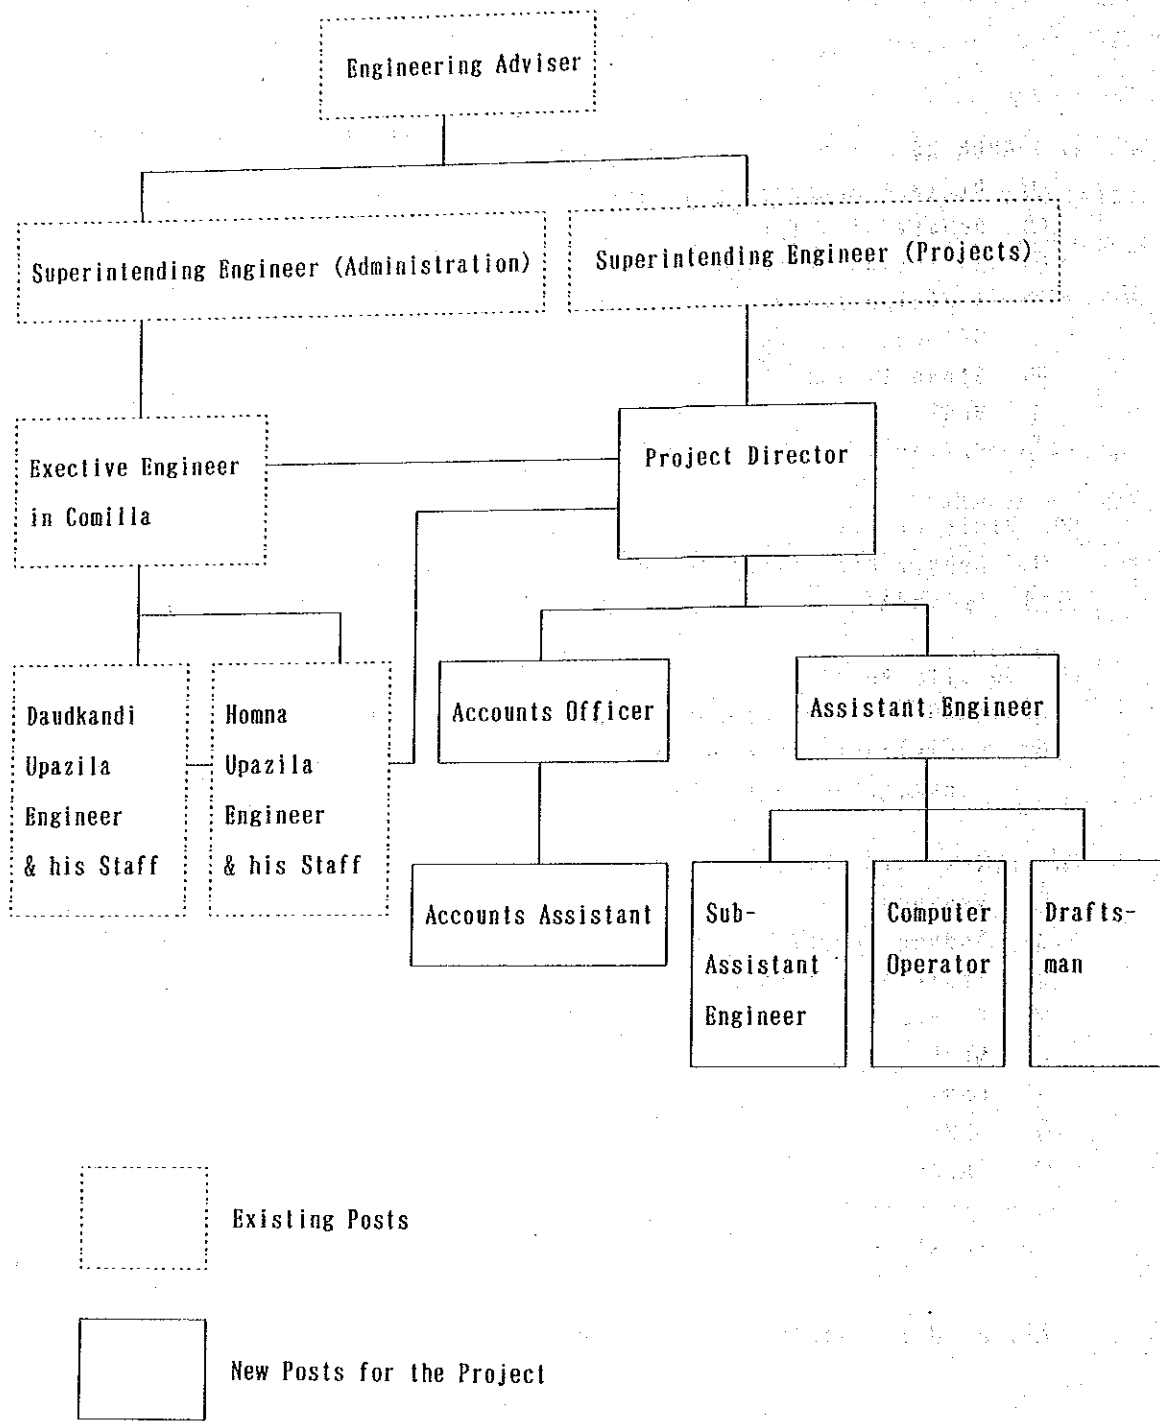 Engineering Adviser
Superintending Engineer (Administration)
Superintending Engineer (Projects)
Exective Engineer
in Comilla
Project Director
Daudkandi
Upazila
Engineer
& his Staff
Homna
Upazila
Engineer
& his Staff
Accounts Officer
Assistant Engineer
Accounts Assistant
Sub-
Assistant
Engineer
Computer
Operator
Drafts-
man
Existing Posts
New Posts for the Project